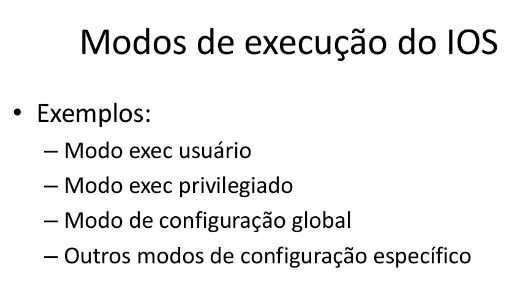 Modos de execução do IOS
• Exemplos:
– Modo exec usuário
– Modo exec privilegiado
– Modo de configuração global
– Outros modos de configuração específico